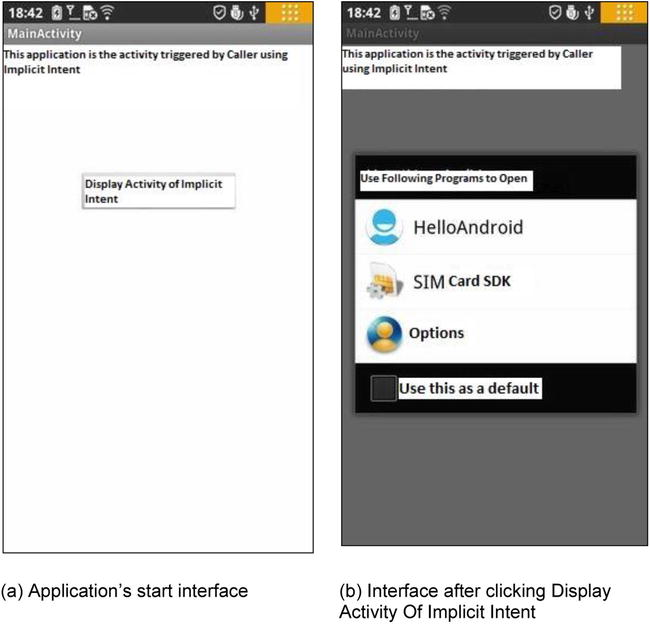 18:42
MainActivity
This application is the activity triggered by Caller using
Implicit Intent
Display Activity of Implicit
Intent
(a) Application's start interface
18:42
MainActivity
This application is the activity triggered by Caller
using Implicit Intent
Use Following Programs to Open
HelloAndroid
SIM Card SDK
Options
Use this as a default
(b) Interface after clicking Display
Activity Of Implicit Intent